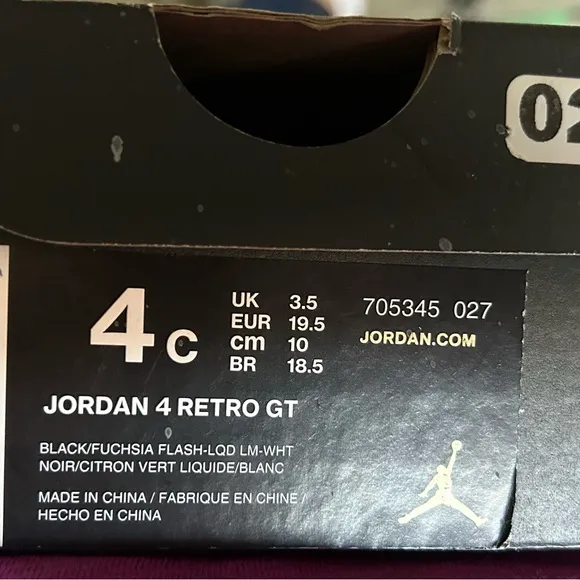 02
4c
UK 3.5
EUR 19.5
cm 10
BR 18.5
705345 027
JORDAN.COM
JORDAN 4 RETRO GT
BLACK/FUCHSIA FLASH-LQD LM-WHT
NOIR/CITRON VERT LIQUIDE/BLANC
MADE IN CHINA / FABRIQUE EN CHINE /
HECHO EN CHINA